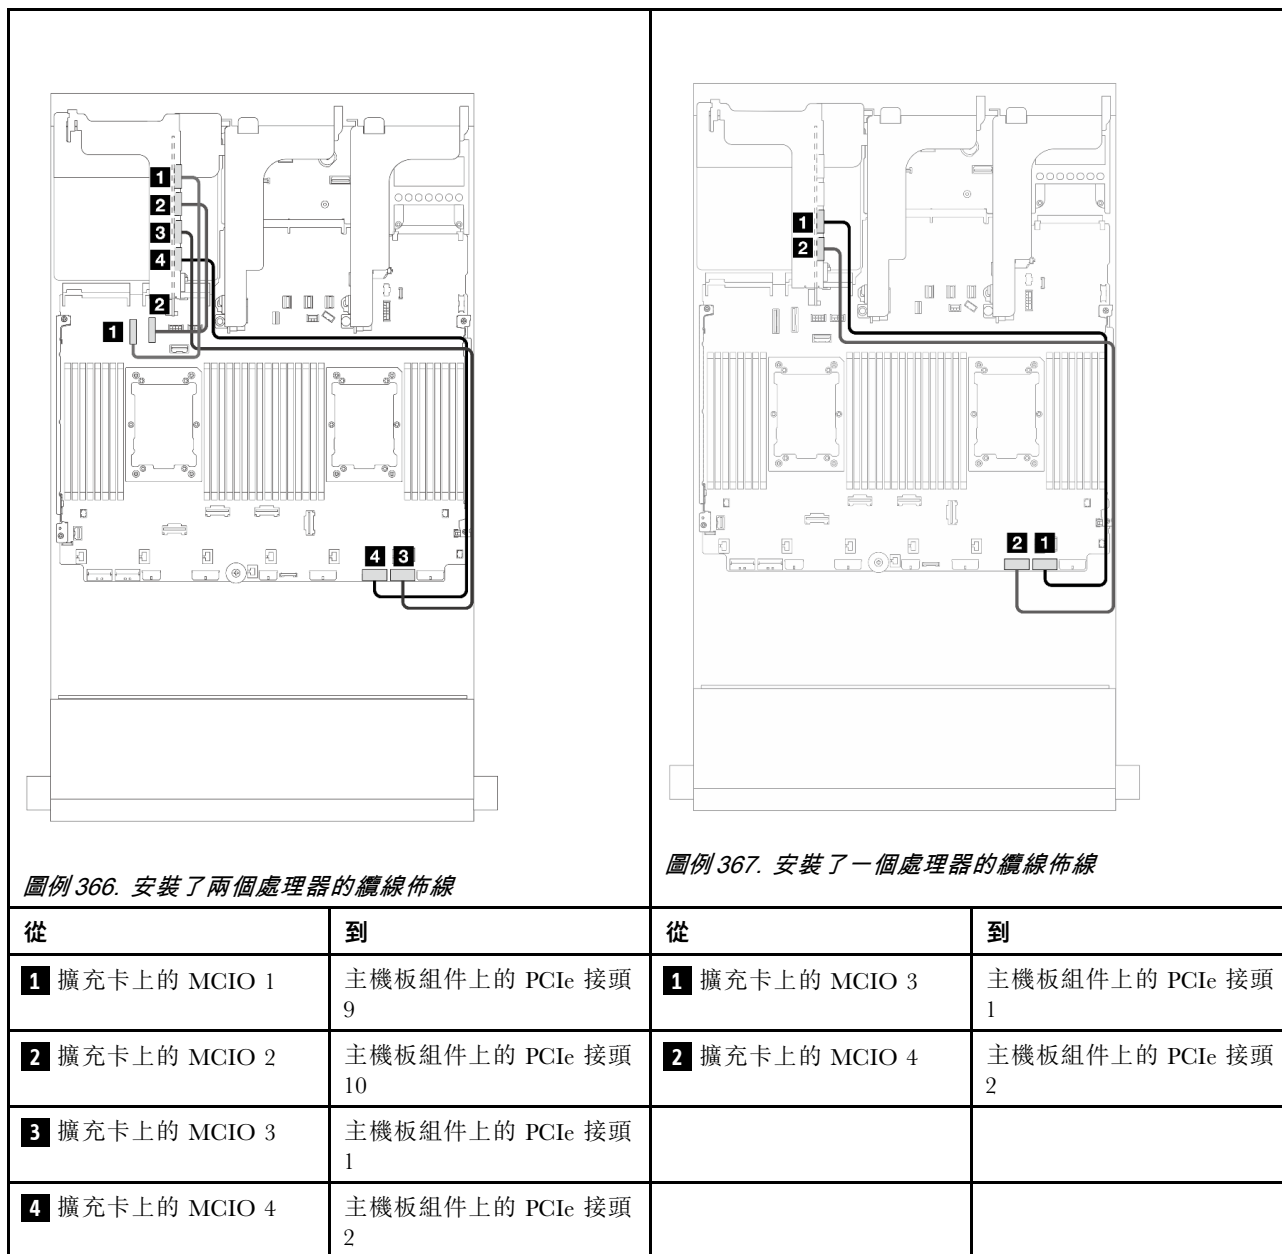 1
2
3
4
2
1
4 3
圖例 366. 安裝了兩個處理器的纜線佈線
1
2
2 1
圖例 367. 安裝了一個處理器的纜線佈線
從 到 從 到
1 擴充卡上的 MCIO 1
主機板組件上的 PCIe 接頭
9
1 擴充卡上的 MCIO 3
主機板組件上的 PCIe 接頭
1
2 擴充卡上的 MCIO 2
主機板組件上的 PCIe 接頭
10
2 擴充卡上的 MCIO 4
主機板組件上的 PCIe 接頭
2
3 擴充卡上的 MCIO 3
主機板組件上的 PCIe 接頭
1
4 擴充卡上的 MCIO 4
主機板組件上的 PCIe 接頭
2